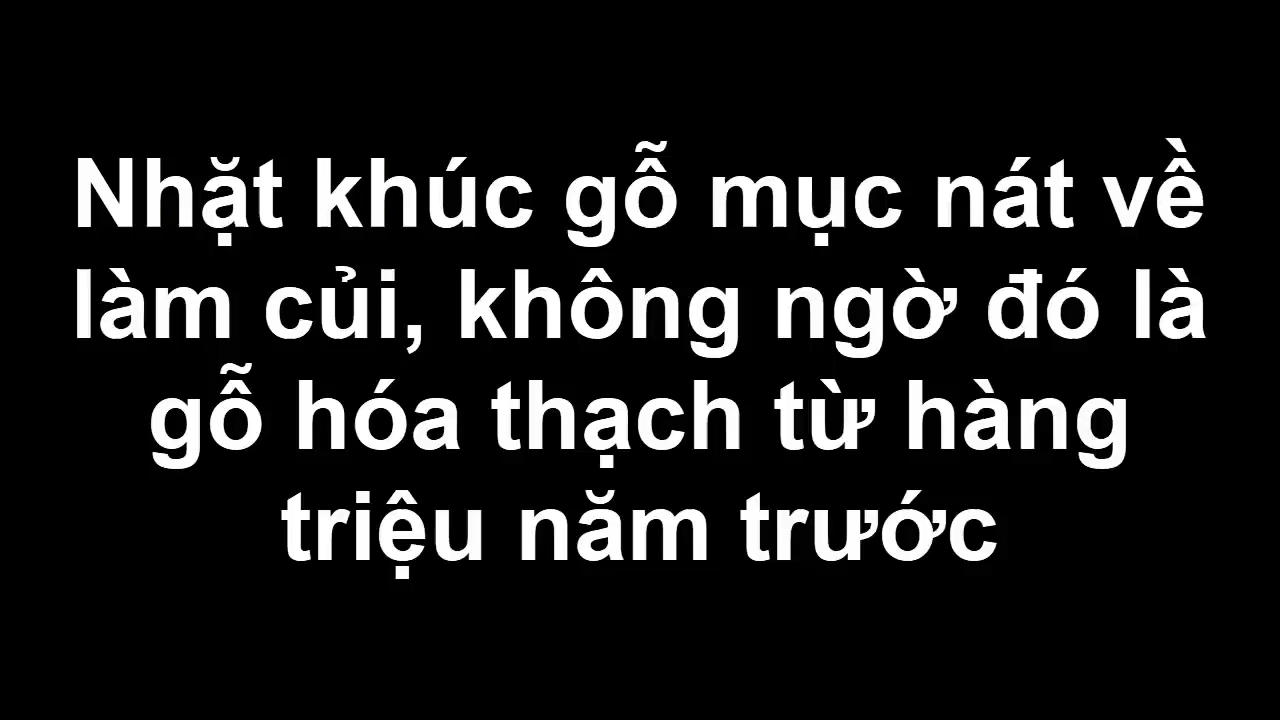 Nhặt khúc gỗ mục nát về
làm củi, không ngờ đó là
gỗ hóa thạch từ hàng
triệu năm trước